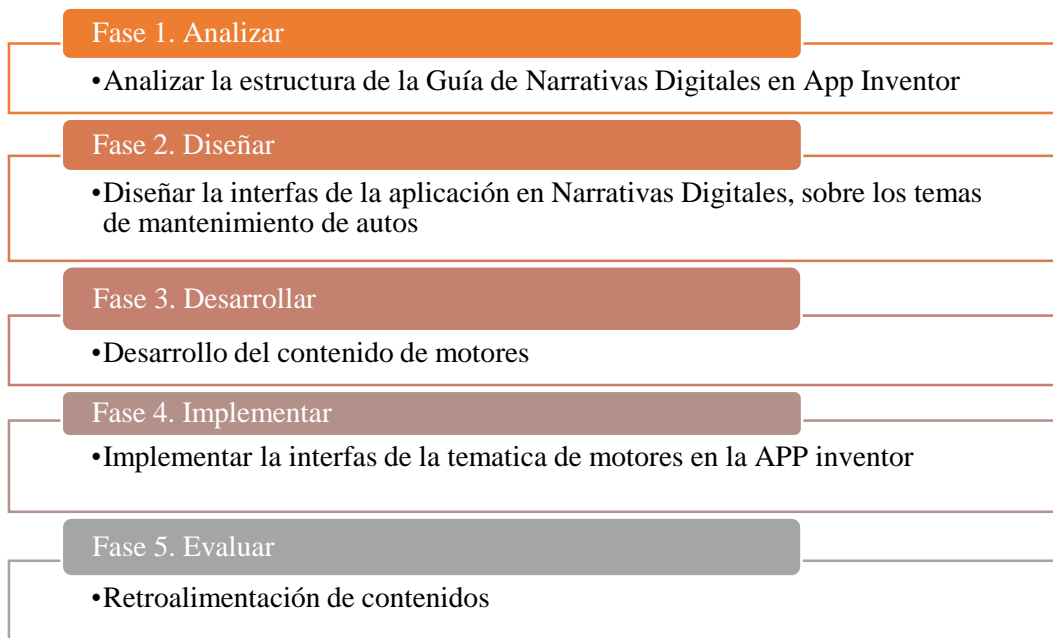 Fase 1. Analizar
•Analizar la estructura de la Guía de Narrativas Digitales en App Inventor
Fase 2. Diseñar
•Diseñar la interfas de la aplicación en Narrativas Digitales, sobre los temas
de mantenimiento de autos
Fase 3. Desarrollar
•Desarrollo del contenido de motores
Fase 4. Implementar
•Implementar la interfas de la tematica de motores en la APP inventor
Fase 5. Evaluar
•Retroalimentación de contenidos